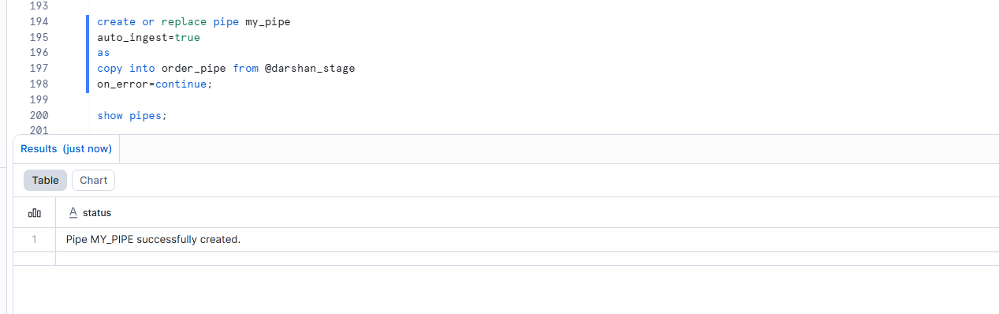 193
194 create or replace pipe my_pipe
195 auto_ingest=true
196 as
197 copy into order_pipe from @darshan_stage
198 on_error=continue;
199
200 show pipes;
201
Results (just now)
Table Chart
A status
1 Pipe MY_PIPE successfully created.